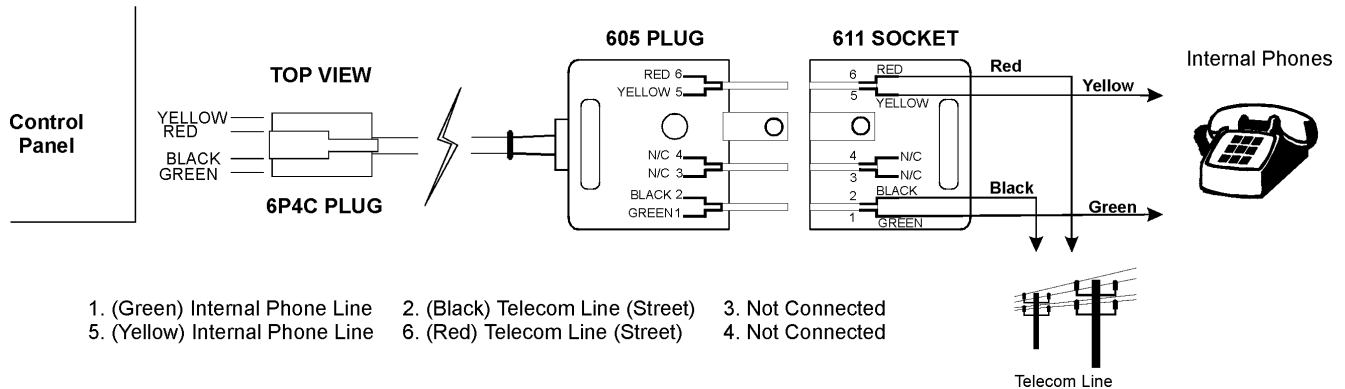 605 PLUG
611 SOCKET
TOP VIEW
Internal Phones
Control
Panel
YELLOW
RED
BLACK
GREEN
6P4C PLUG
RED 6
YELLOW 5
N/C 4
N/C 3
BLACK 2
GREEN 1
6 RED
5 YELLOW
4 N/C
3 N/C
2 BLACK
1 GREEN
Red
Yellow
Black
Green
1. (Green) Internal Phone Line 2. (Black) Telecom Line (Street) 3. Not Connected
5. (Yellow) Internal Phone Line 6. (Red) Telecom Line (Street) 4. Not Connected
Telecom Line